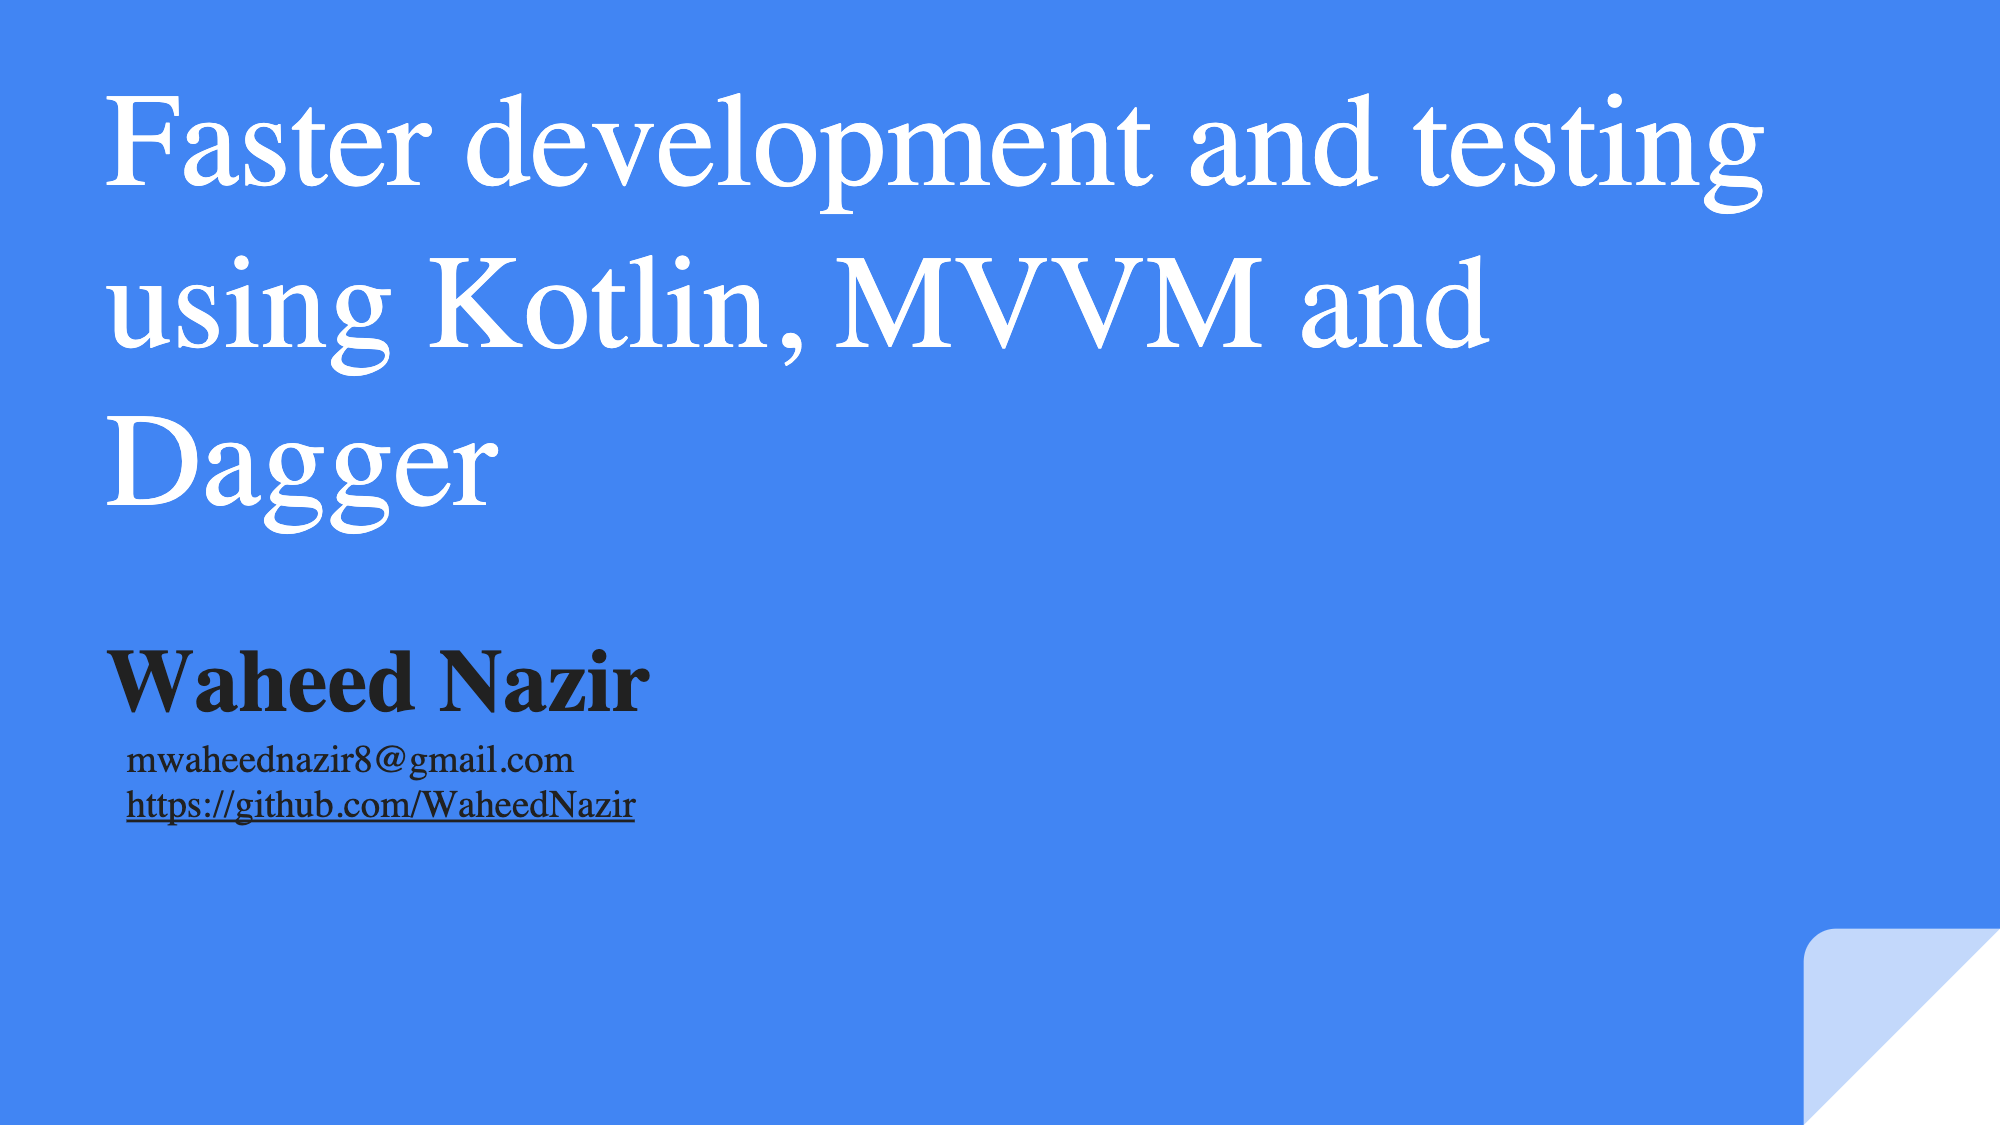 Faster development and testing
using Kotlin, MVVM and
Dagger
Waheed Nazir
mwaheednazir8@gmail.com
https://github.com/WaheedNazir